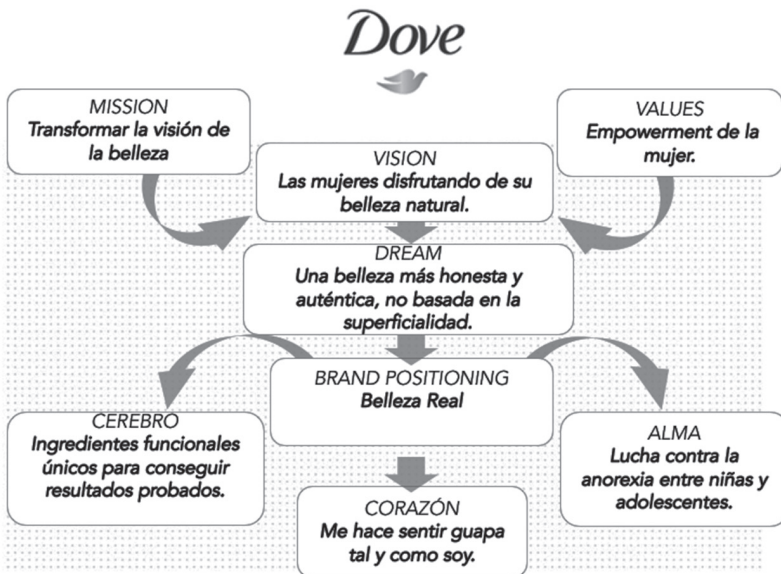 Dove
MISSION
Transformar la visión de
la belleza
VALUES
Empowerment de la
mujer.
VISION
Las mujeres disfrutando de su
belleza natural.
DREAM
Una belleza más honesta y
auténtica, no basada en la
superficialidad.
BRAND POSITIONING
Belleza Real
CEREBRO
Ingredientes funcionales
únicos para conseguir
resultados probados.
ALMA
Lucha contra la
anorexia entre niñas y
adolescentes.
CORAZÓN
Me hace sentir guapa
tal y como soy.